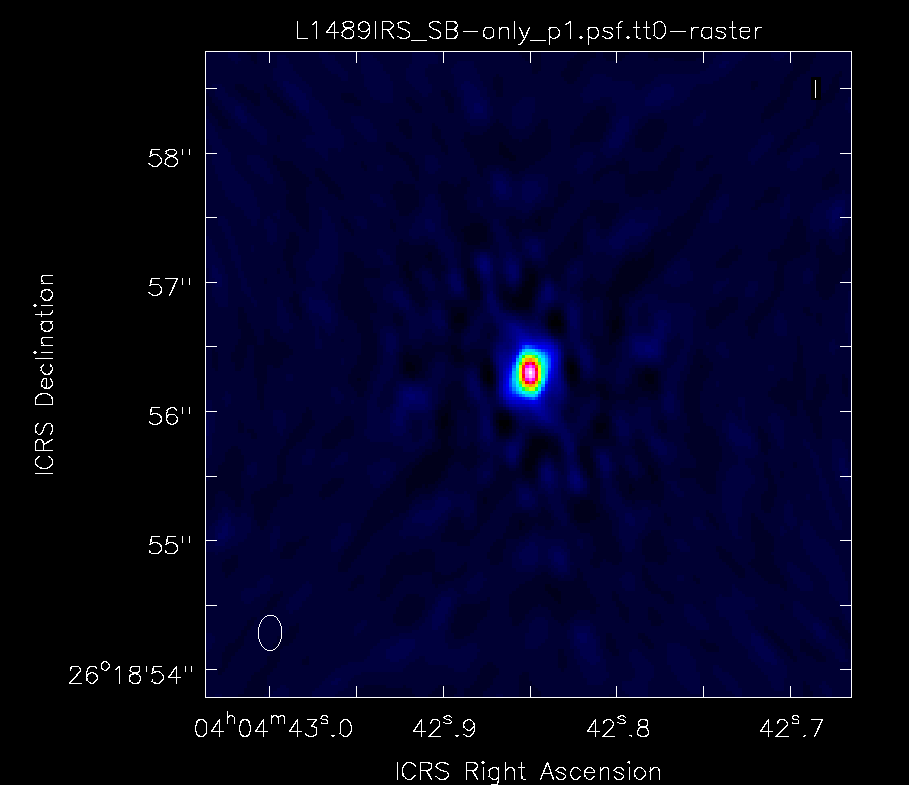 L1489IRS_SB-only_p1.psf.tt0-raster
I
58"
57"
56"
55"
26°18'54"
ICRS Declination
04ʰ04ᵐ43ˢ.0 42ˢ.9 42ˢ.8 42ˢ.7
ICRS Right Ascension